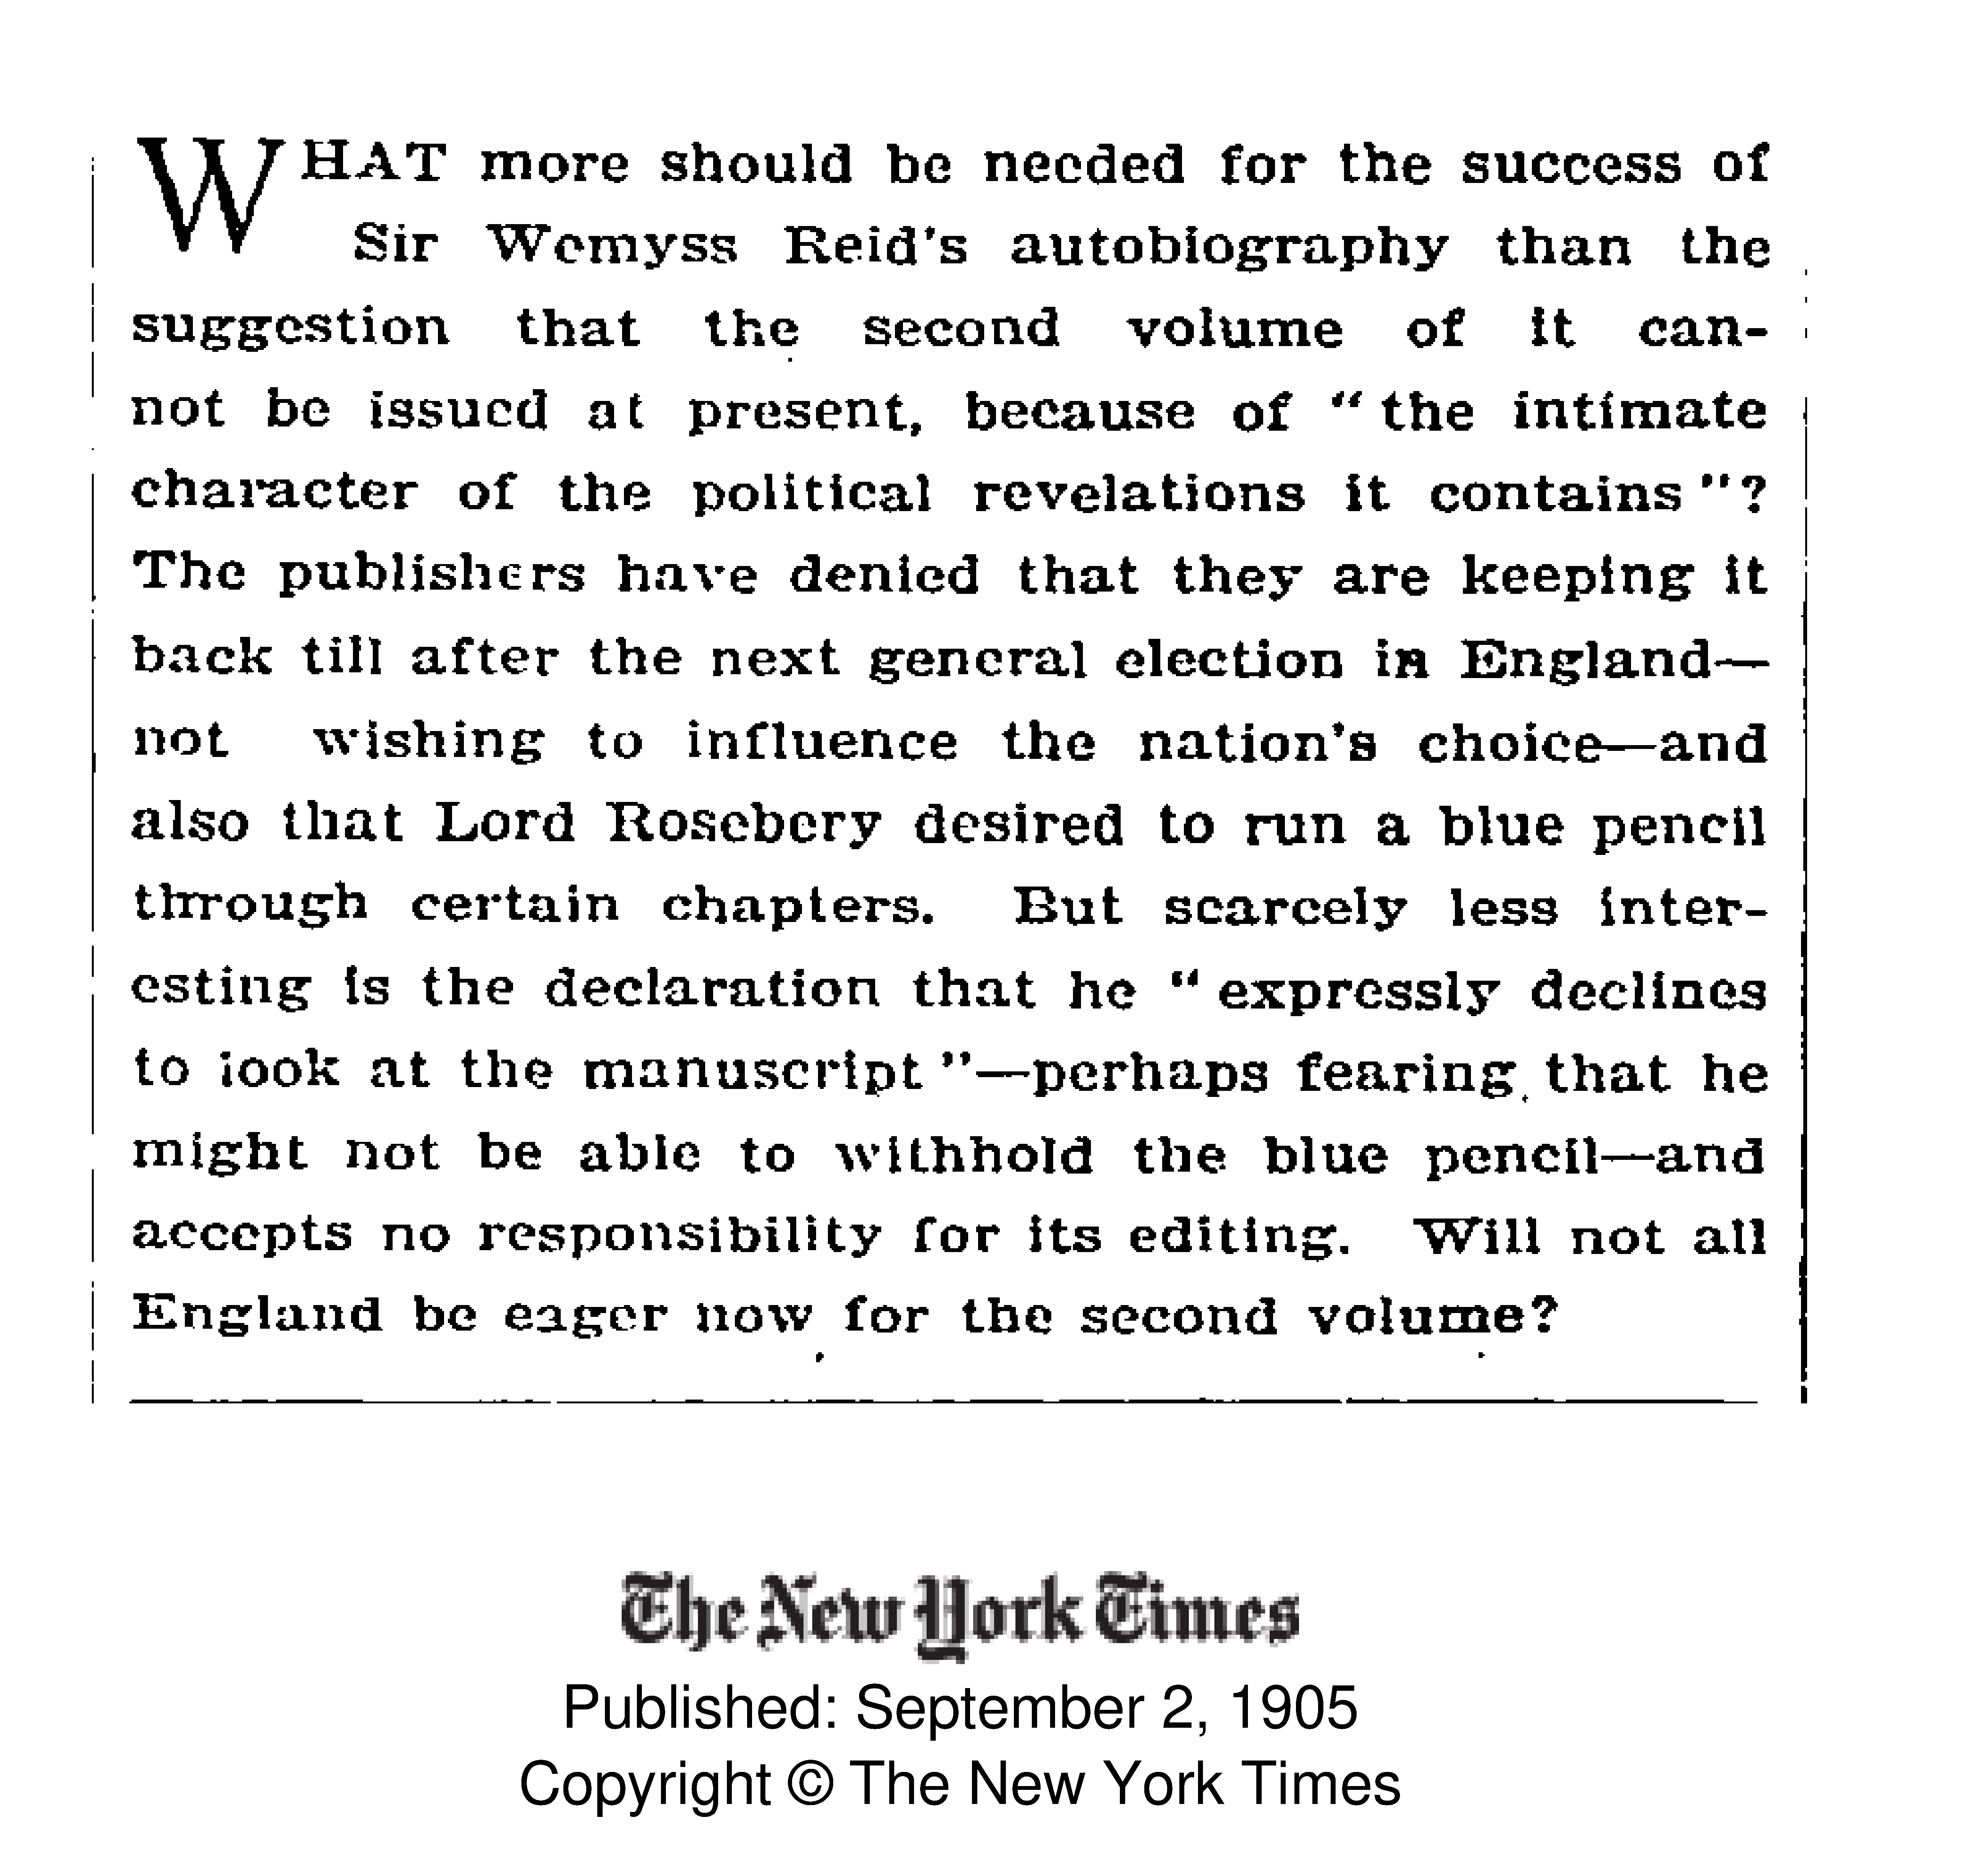 WHAT more should be needed for the success of
Sir Wemyss Reid's autobiography than the
suggestion that the second volume of it can-
not be issued at present, because of " the intimate
character of the political revelations it contains "?
The publishers have denied that they are keeping it
back till after the next general election in England—
not wishing to influence the nation's choice—and
also that Lord Rosebery desired to run a blue pencil
through certain chapters. But scarcely less inter-
esting is the declaration that he " expressly declines
to look at the manuscript "—perhaps fearing that he
might not be able to withhold the blue pencil—and
accepts no responsibility for its editing. Will not all
England be eager now for the second volume?
The New York Times
Published: September 2, 1905
Copyright © The New York Times